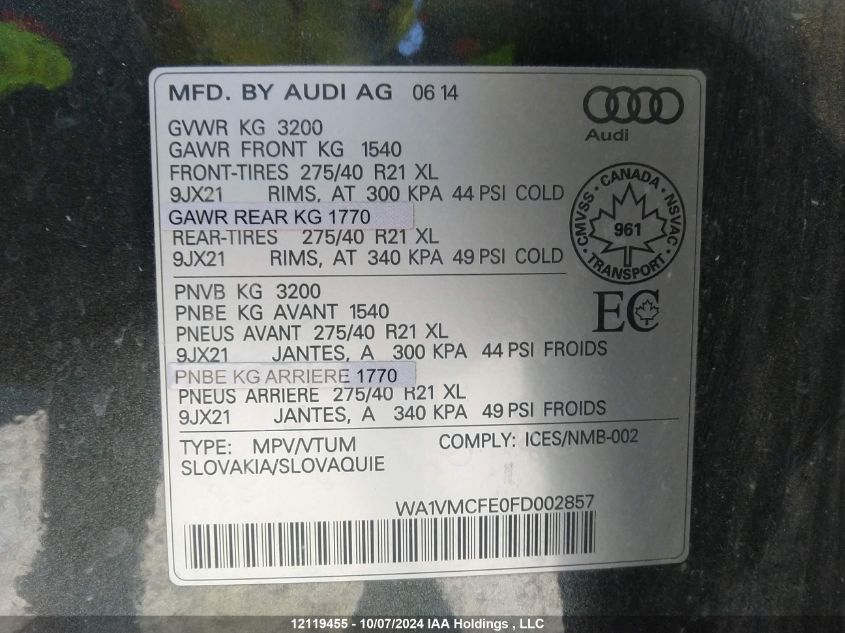 MFD. BY AUDI AG 06 14
Audi
GVWR KG 3200
GAWR FRONT KG 1540
FRONT-TIRES 275/40 R21 XL
9JX21 RIMS, AT 300 KPA 44 PSI COLD
GAWR REAR KG 1770
REAR-TIRES 275/40 R21 XL
9JX21 RIMS, AT 340 KPA 49 PSI COLD
CANADA
CMVSS
NSVAC
961
TRANSPORT
PNVB KG 3200
PNBE KG AVANT 1540
PNEUS AVANT 275/40 R21 XL
9JX21 JANTES, A 300 KPA 44 PSI FROIDS
PNBE KG ARRIERE 1770
PNEUS ARRIERE 275/40 R21 XL
9JX21 JANTES, A 340 KPA 49 PSI FROIDS
EC
TYPE: MPV/VTUM COMPLY: ICES/NMB-002
SLOVAKIA/SLOVAQUIE
WA1VMCFE0FD002857
12119455 - 10/07/2024 IAA Holdings , LLC